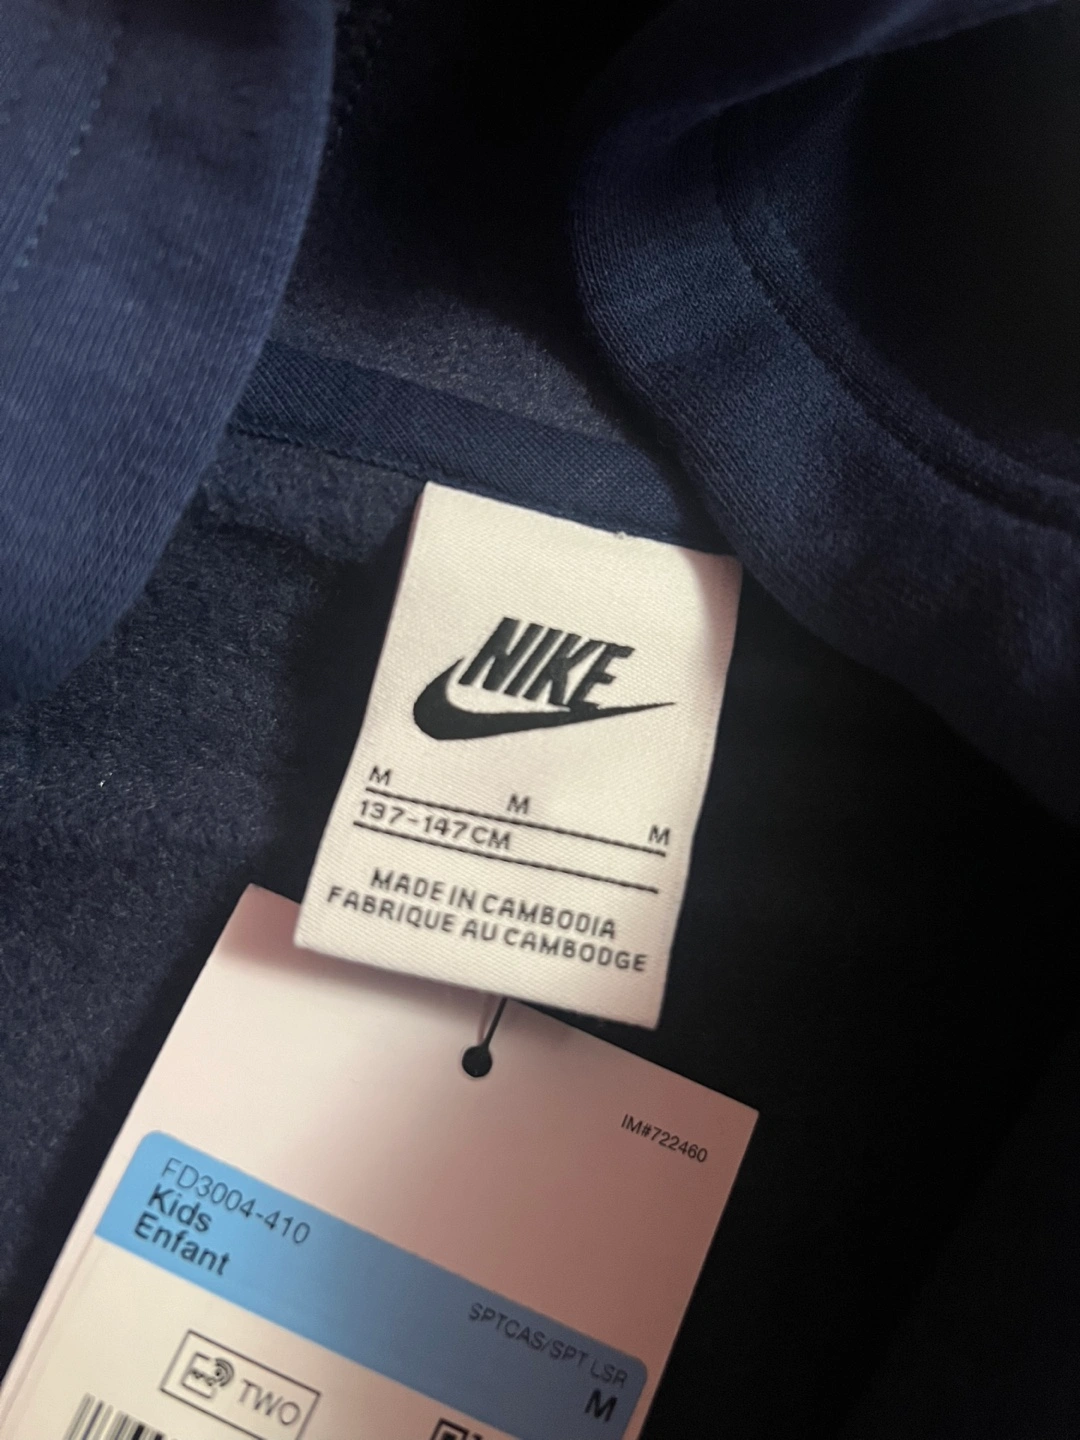 NIKE
M M M
137-147CM
MADE IN CAMBODIA
FABRIQUE AU CAMBODGE
IM#722460
FD3004-410
Kids
Enfant
SPTCAS/SPT LSR
M
TWO